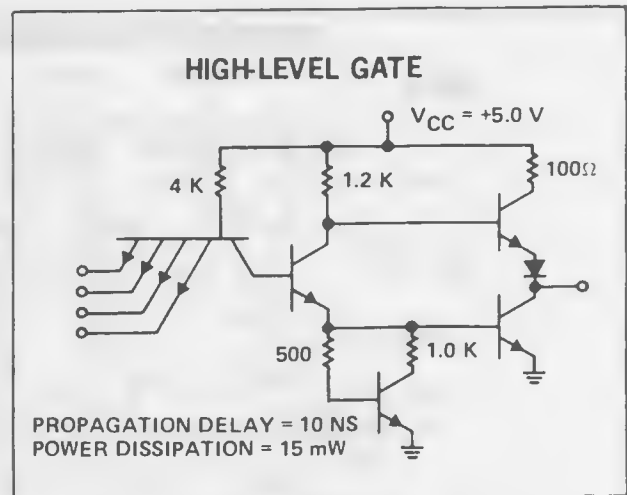 HIGH-LEVEL GATE
VCC = +5.0 V
4 K
1.2 K
100Ω
500
1.0 K
PROPAGATION DELAY = 10 NS
POWER DISSIPATION = 15 mW